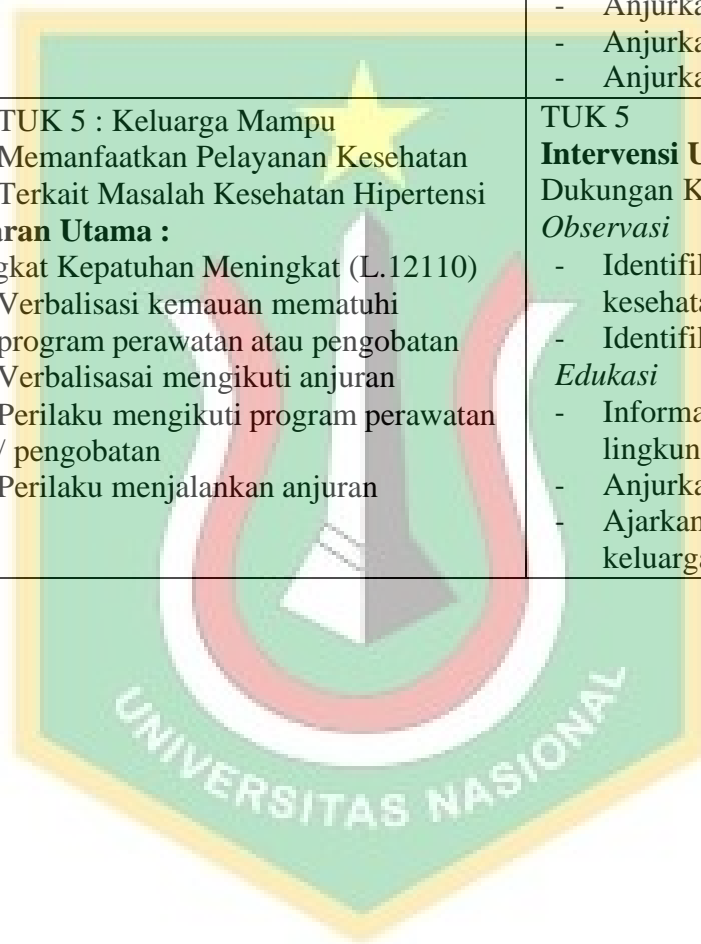 - Anjurka
- Anjurka
- Anjurka
TUK 5 : Keluarga Mampu
Memanfaatkan Pelayanan Kesehatan
Terkait Masalah Kesehatan Hipertensi
aran Utama :
gkat Kepatuhan Meningkat (L.12110)
Verbalisasi kemauan mematuhi
program perawatan atau pengobatan
Verbalisasai mengikuti anjuran
Perilaku mengikuti program perawatan
/ pengobatan
Perilaku menjalankan anjuran
TUK 5
Intervensi U
Dukungan K
Observasi
- Identifil
kesehata
- Identifil
Edukasi
- Informa
lingkun
- Anjurka
- Ajarkan
keluarga
UNIVERSITAS NASIONAL